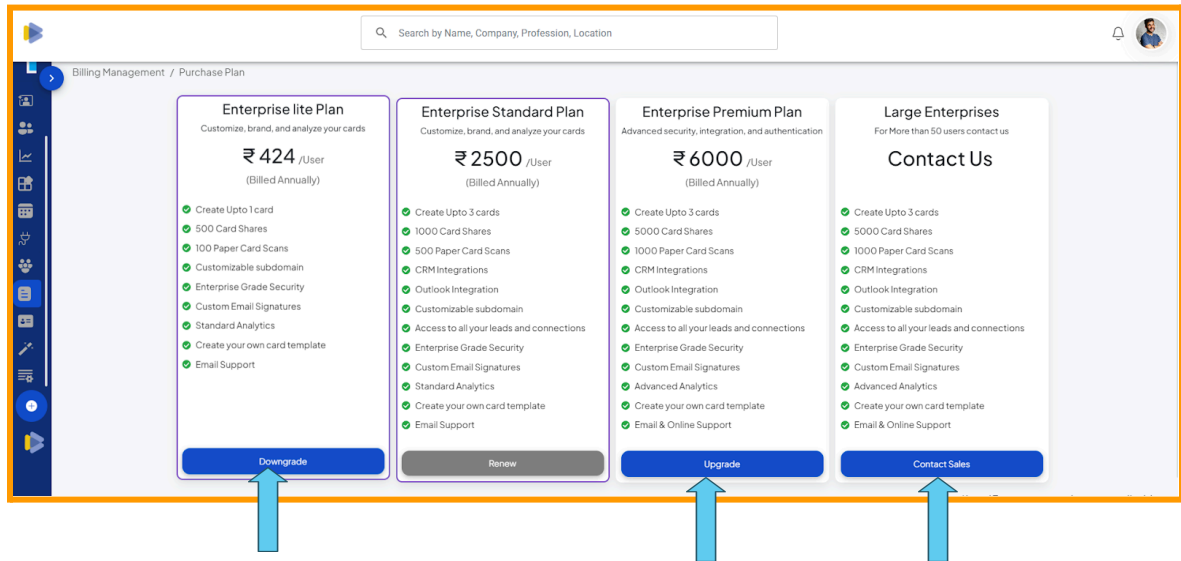 Search by Name, Company, Profession, Location
Billing Management / Purchase Plan
Enterprise lite Plan
Customize, brand, and analyze your cards
₹ 424 /User
(Billed Annually)
Create Upto 1 card
500 Card Shares
100 Paper Card Scans
Customizable subdomain
Enterprise Grade Security
Custom Email Signatures
Standard Analytics
Create your own card template
Email Support
Downgrade
Enterprise Standard Plan
Customize, brand, and analyze your cards
₹ 2500 /User
(Billed Annually)
Create Upto 3 cards
1000 Card Shares
500 Paper Card Scans
CRM Integrations
Outlook Integration
Customizable subdomain
Access to all your leads and connections
Enterprise Grade Security
Custom Email Signatures
Standard Analytics
Create your own card template
Email Support
Renew
Enterprise Premium Plan
Advanced security, integration, and authentication
₹ 6000 /User
(Billed Annually)
Create Upto 3 cards
5000 Card Shares
1000 Paper Card Scans
CRM Integrations
Outlook Integration
Customizable subdomain
Access to all your leads and connections
Enterprise Grade Security
Custom Email Signatures
Advanced Analytics
Create your own card template
Email & Online Support
Upgrade
Large Enterprises
For More than 50 users contact us
Contact Us
Create Upto 3 cards
5000 Card Shares
1000 Paper Card Scans
CRM Integrations
Outlook Integration
Customizable subdomain
Access to all your leads and connections
Enterprise Grade Security
Custom Email Signatures
Advanced Analytics
Create your own card template
Email & Online Support
Contact Sales